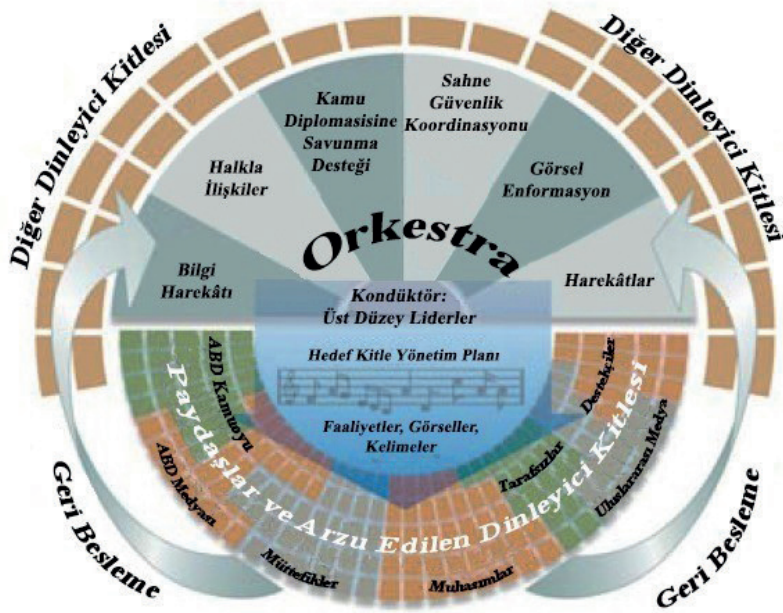 Diğer Dinleyici Kitlesi
Diğer Dinleyici Kitlesi
Bilgi
Harekâtı
Halkla
İlişkiler
Kamu
Diplomasisine
Savunma
Desteği
Sahne
Güvenlik
Koordinasyonu
Görsel
Enformasyon
Harekâtlar
Orkestra
Kondüktör:
Üst Düzey Liderler
Hedef Kitle Yönetim Planı
Faaliyetler, Görseller,
Kelimeler
Paydaşlar ve Arzu Edilen Dinleyici Kitlesi
ABD Kamuoyu
ABD Medyası
Müttefikler
Muhasımlar
Tarafsızlar
Uluslararası Medya
Destekçiler
Geri Besleme
Geri Besleme